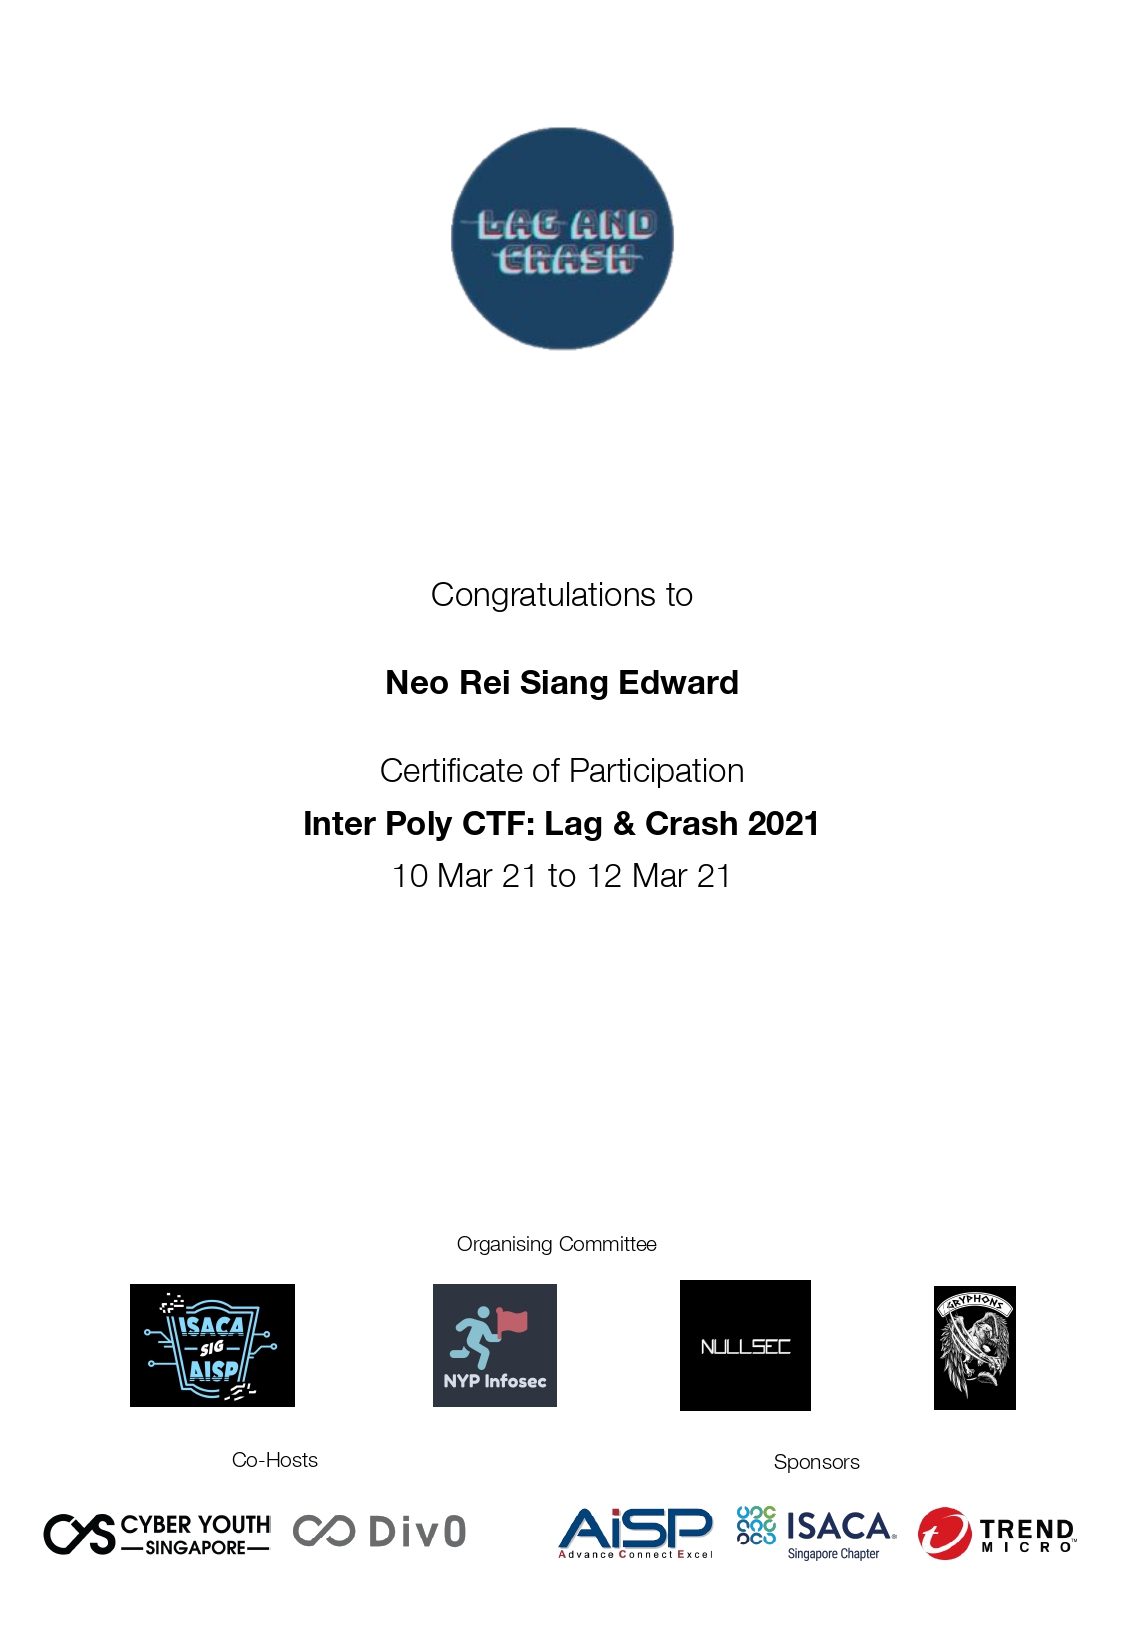 LAG AND
CRASH
Congratulations to
Neo Rei Siang Edward
Certificate of Participation
Inter Poly CTF: Lag & Crash 2021
10 Mar 21 to 12 Mar 21
Organising Committee
ISACA
SIG
AISP
NYP Infosec
NULLSEC
GRYPHONS
Co-Hosts
Sponsors
CYS CYBER YOUTH
SINGAPORE
Div0
AiSP
Advance Connect Excel
ISACA®
Singapore Chapter
TREND
MICRO™